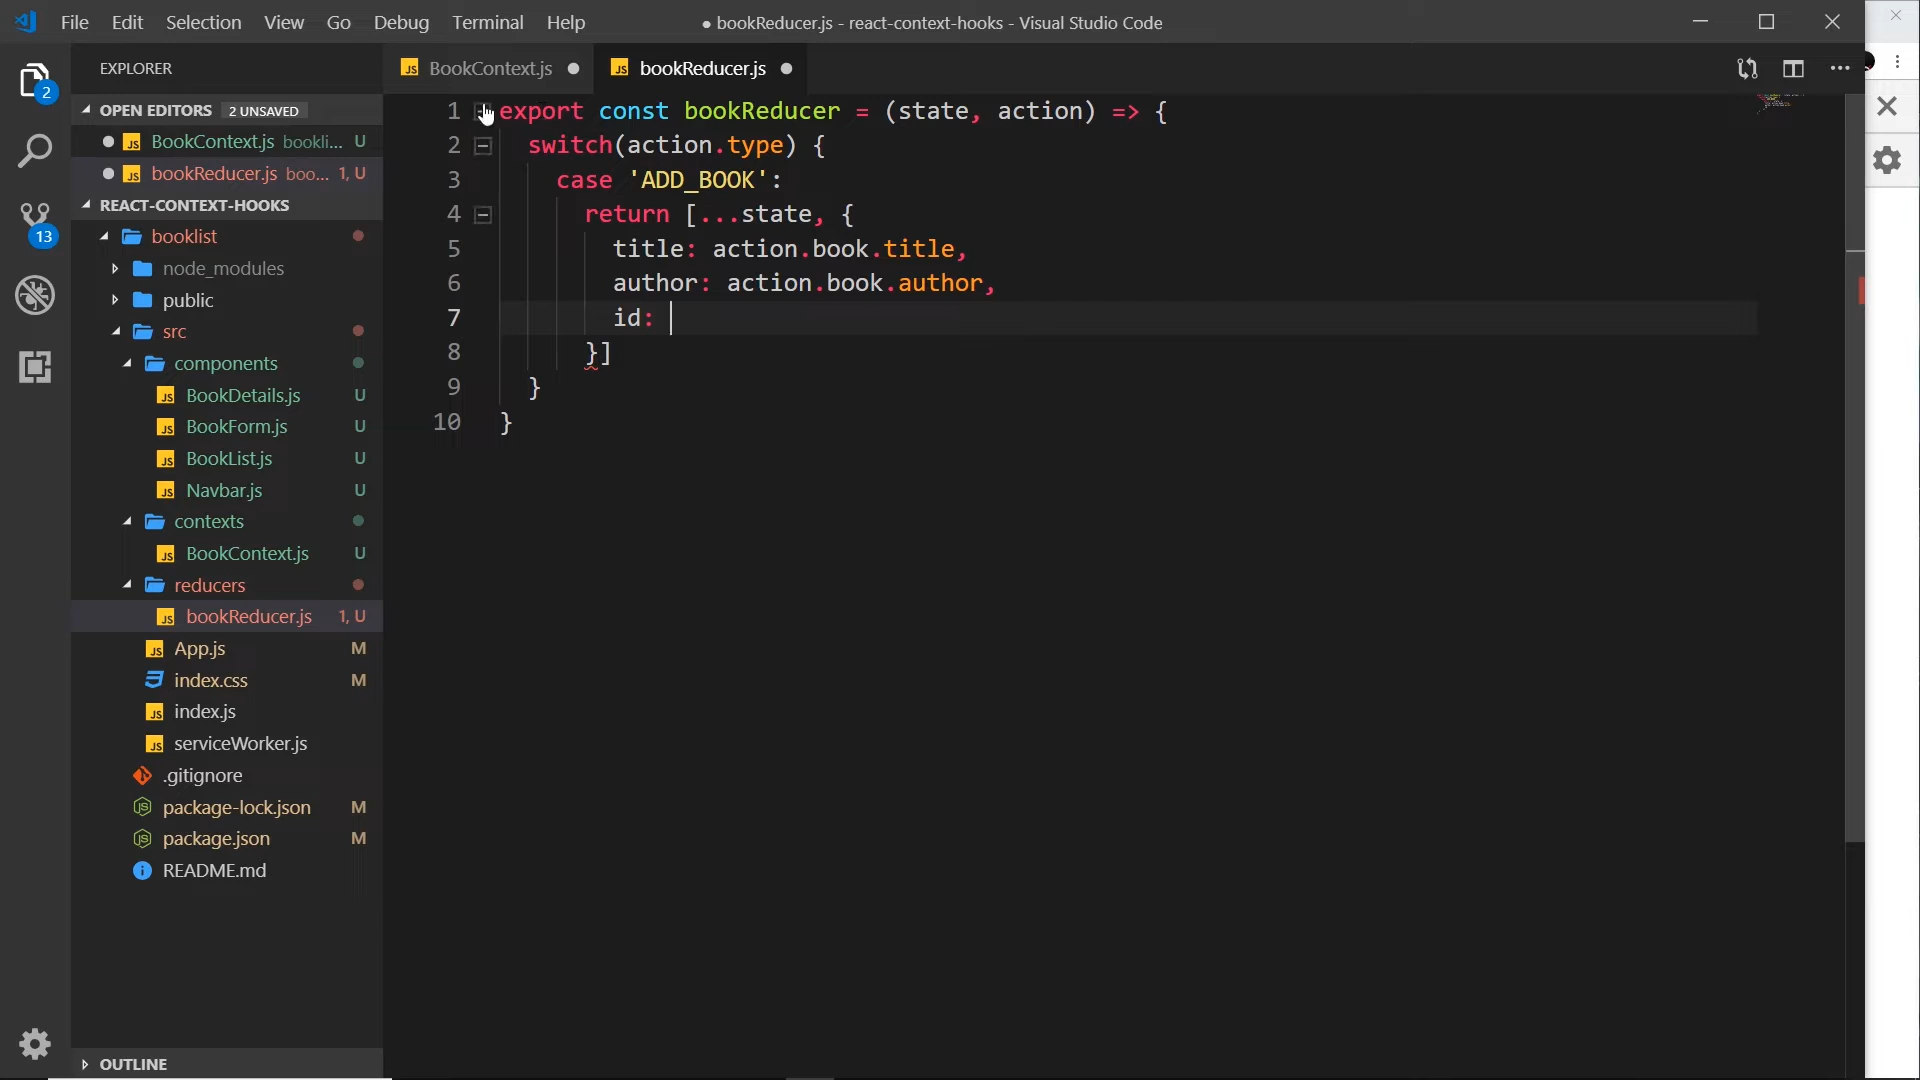 File Edit Selection View Go Debug Terminal Help
● bookReducer.js - react-context-hooks - Visual Studio Code
EXPLORER
OPEN EDITORS 2 UNSAVED
BookContext.js bookli... U
bookReducer.js boo... 1, U
REACT-CONTEXT-HOOKS
booklist
node_modules
public
src
components
BookDetails.js U
BookForm.js U
BookList.js U
Navbar.js U
contexts
BookContext.js U
reducers
bookReducer.js 1, U
App.js M
index.css M
index.js
serviceWorker.js
.gitignore
package-lock.json M
package.json M
README.md
OUTLINE
2
13
BookContext.js
bookReducer.js
1 export const bookReducer = (state, action) => {
2 switch(action.type) {
3 case 'ADD_BOOK':
4 return [...state, {
5 title: action.book.title,
6 author: action.book.author,
7 id:
8 }]
9 }
10 }